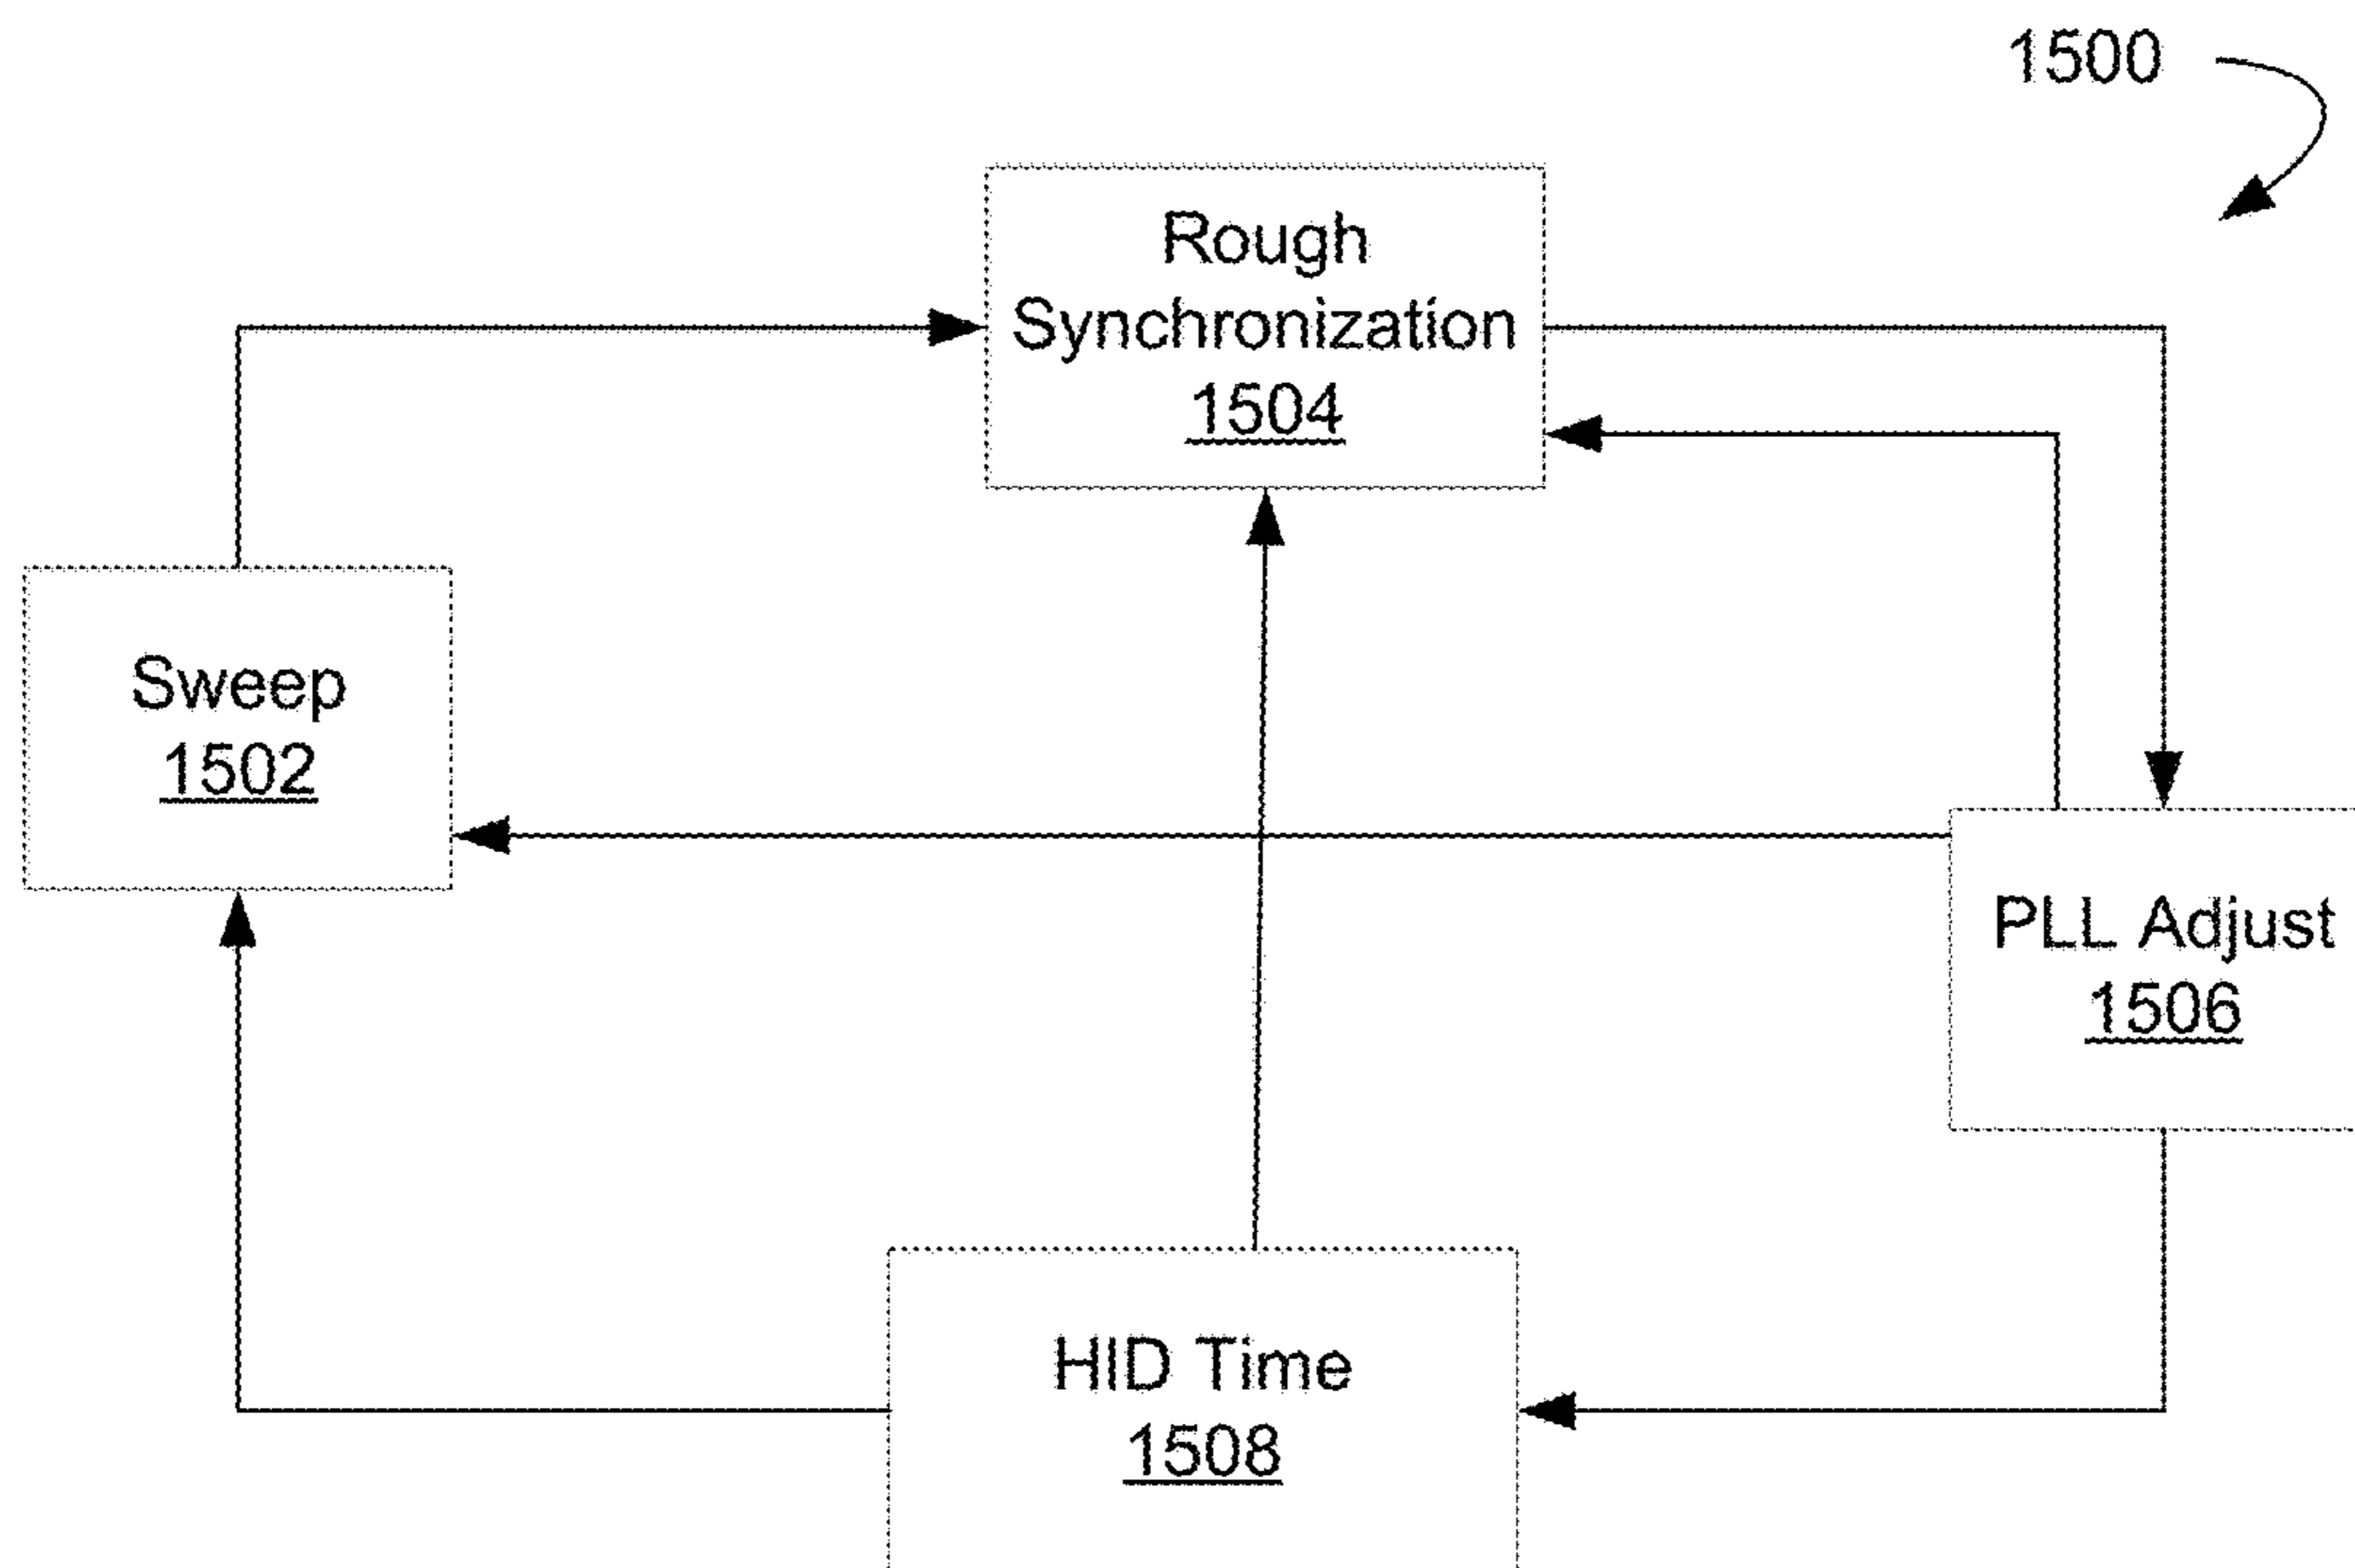 1500
Rough
Synchronization
1504
Sweep
1502
PLL Adjust
1506
HID Time
1508